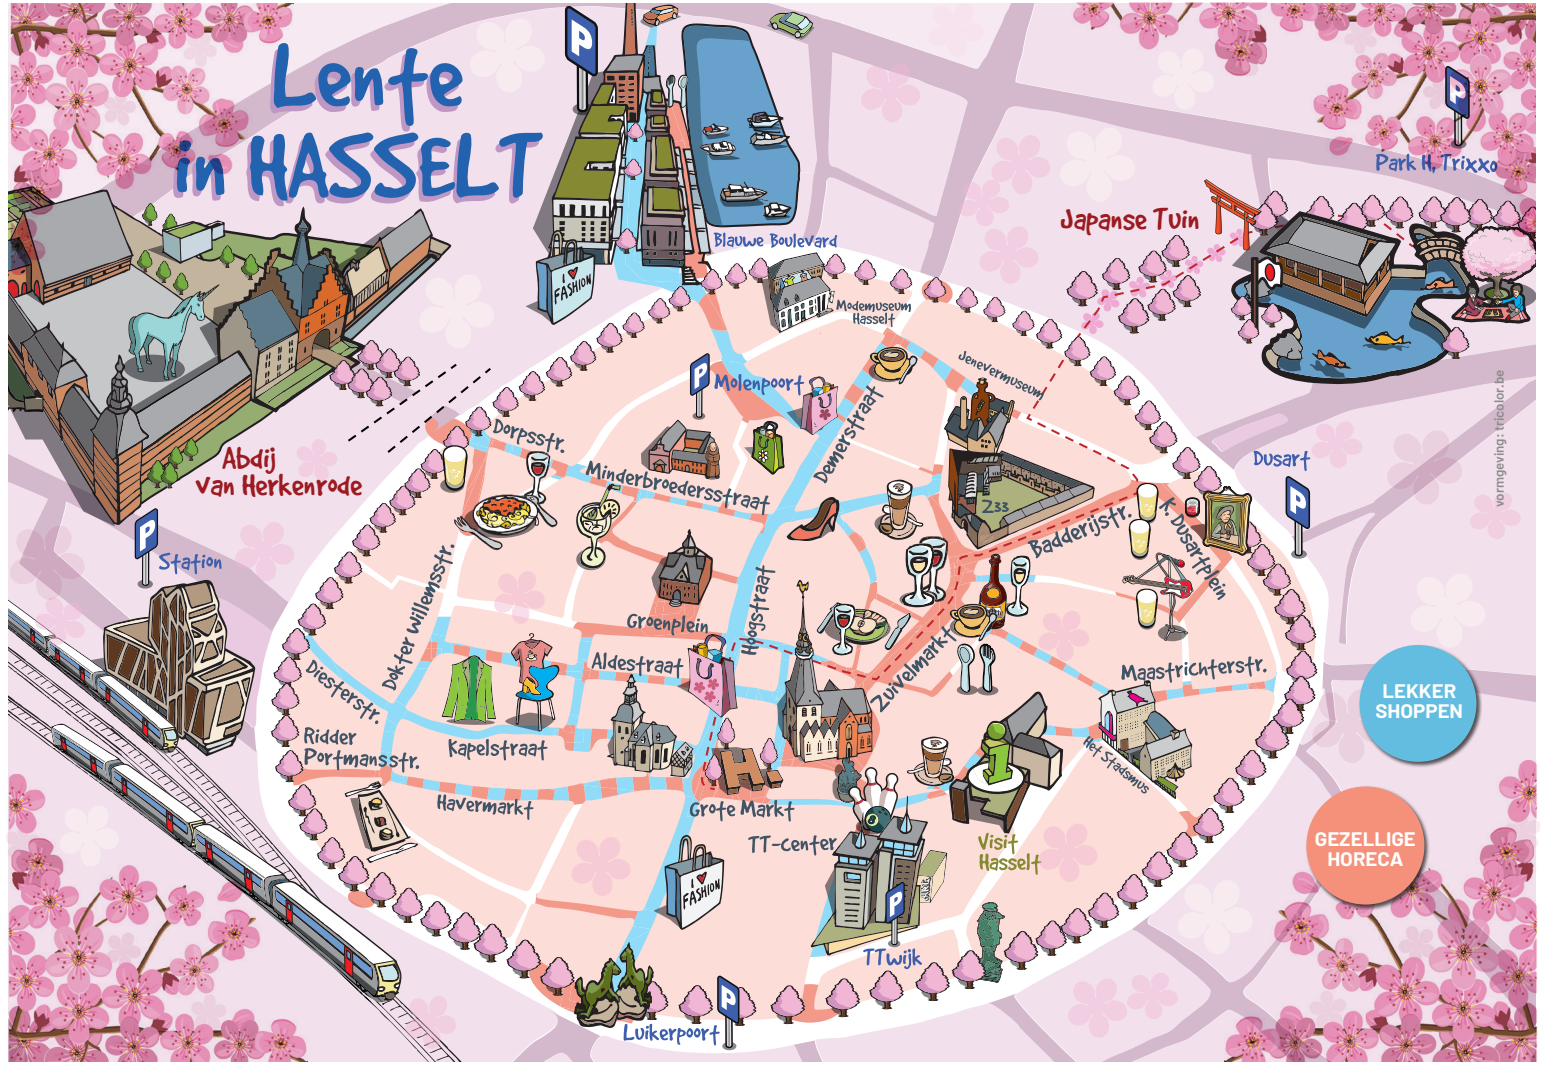 Lente
in HASSELT
P
P
Park H, Trixxo
Japanse Tuin
Blauwe Boulevard
I ♥
FASHION
Modemuseum
Hasselt
Jenevermuseum
P
Molenpoort
Demerstraat
Dorpsstr.
Minderbroedersstraat
Abdij
van Herkenrode
Dusart
P
P
Station
233
Badderijstr.
K. Dusartplein
Dokter Willemsstr.
Hoogstraat
Groenplein
Zuivelmarkt
Aldestraat
Maastrichterstr.
Diesterstr.
Ridder
Portmansstr.
Kapelstraat
Het Stadsmus
H.
Havermarkt
Grote Markt
TT-center
i
Visit
Hasselt
I ♥
FASHION
P
TTwijk
P
Luikerpoort
LEKKER
SHOPPEN
GEZELLIGE
HORECA
vormgeving: tricolor.be